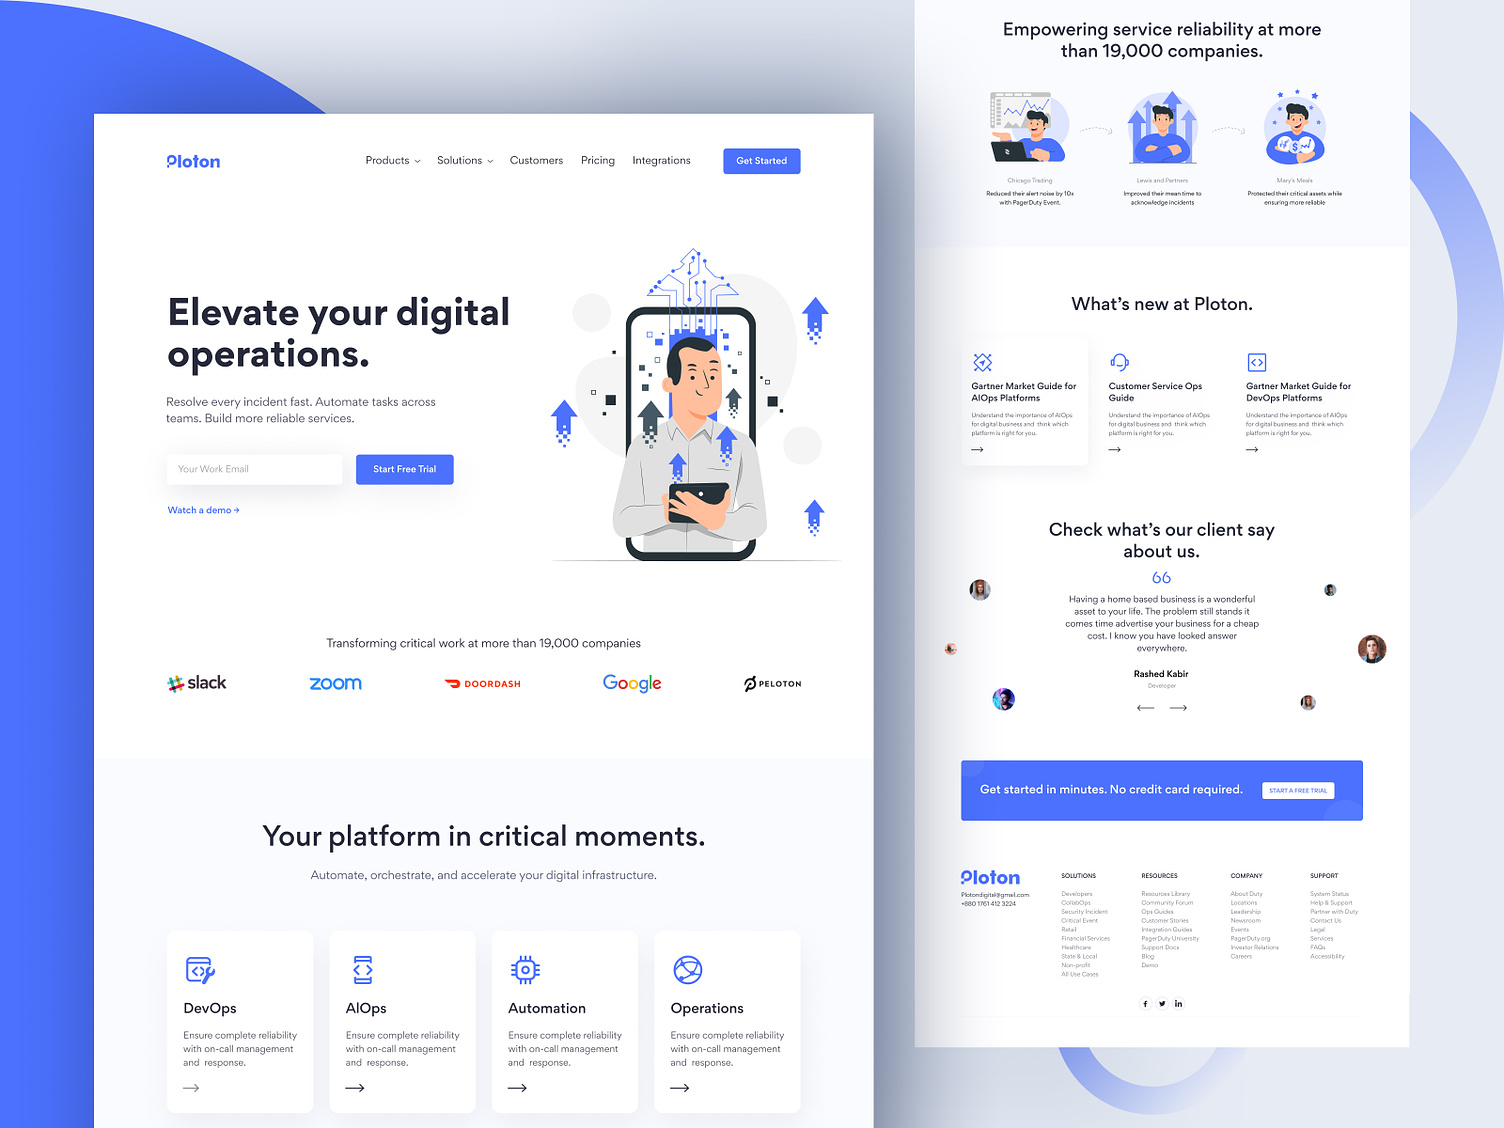 Ploton
Products
Solutions
Customers
Pricing
Integrations
Get Started
Elevate your digital
operations.
Resolve every incident fast. Automate tasks across
teams. Build more reliable services.
Your Work Email
Start Free Trial
Watch a demo →
Transforming critical work at more than 19,000 companies
slack
zoom
DOORDASH
Google
PELOTON
Your platform in critical moments.
Automate, orchestrate, and accelerate your digital infrastructure.
DevOps
Ensure complete reliability
with on-call management
and response.
AIOps
Ensure complete reliability
with on-call management
and response.
Automation
Ensure complete reliability
with on-call management
and response.
Operations
Ensure complete reliability
with on-call management
and response.
Empowering service reliability at more
than 19,000 companies.
Chicago Trading
Reduced their alert noise by 10x
with PagerDuty Event.
Lewis and Partners
Improved their mean time to
acknowledge incidents
Mary's Meals
Protected their critical assets while
ensuring more reliable
What's new at Ploton.
Gartner Market Guide for
AIOps Platforms
Understand the importance of AIOps
for digital business and think which
platform is right for you.
Customer Service Ops
Guide
Understand the importance of AIOps
for digital business and think which
platform is right for you.
Gartner Market Guide for
DevOps Platforms
Understand the importance of AIOps
for digital business and think which
platform is right for you.
Check what's our client say
about us.
Having a home based business is a wonderful
asset to your life. The problem still stands it
comes time advertise your business for a cheap
cost. I know you have looked answer
everywhere.
Rashed Kabir
Developer
Get started in minutes. No credit card required.
START A FREE TRIAL
Ploton
Plotondigital@gmail.com
+880 1761 412 3224
SOLUTIONS
Developers
CollabOps
Security Incident
Critical Event
Retail
Financial Services
Healthcare
State & Local
Non-profit
All Use Cases
RESOURCES
Resources Library
Community Forum
Ops Guides
Customer Stories
Integration Guides
PagerDuty University
Support Docs
Blog
Demo
COMPANY
About Duty
Locations
Leadership
Newsroom
Events
PagerDuty.org
Investor Relations
Careers
SUPPORT
System Status
Help & Support
Partner with Duty
Contact Us
Legal
Services
FAQs
Accessibility